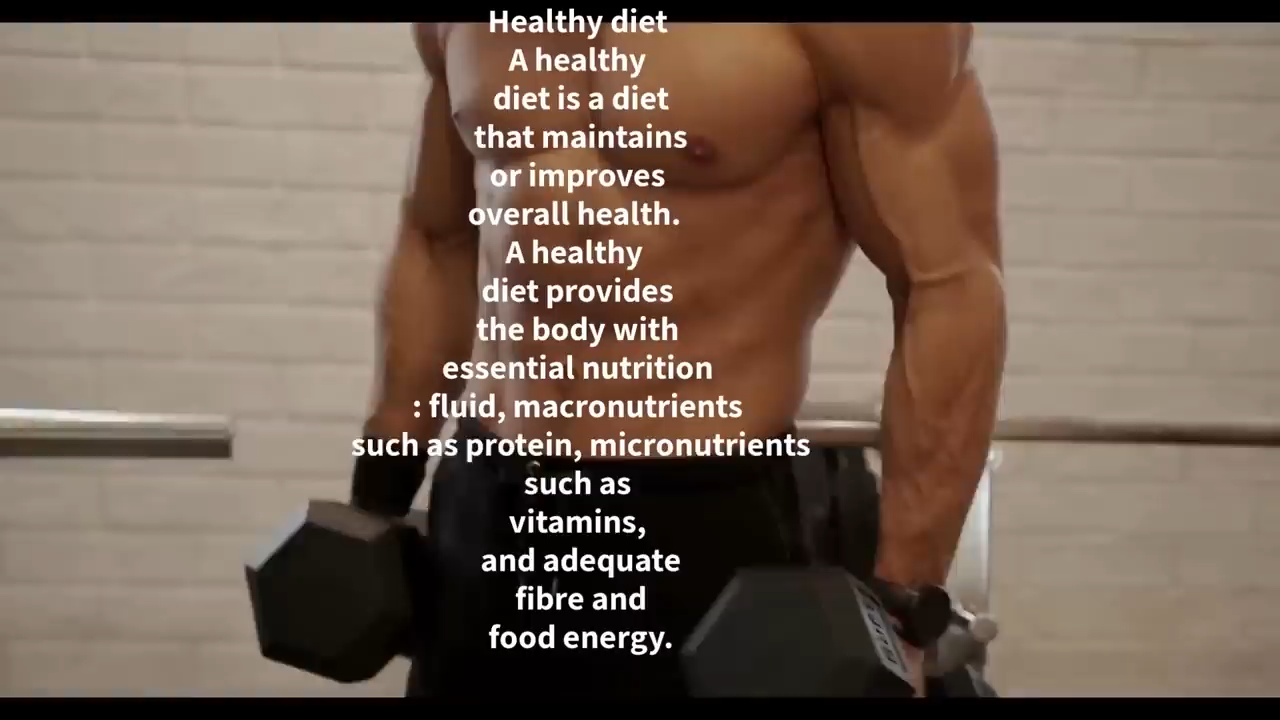 Healthy diet
A healthy
diet is a diet
that maintains
or improves
overall health.
A healthy
diet provides
the body with
essential nutrition
: fluid, macronutrients
such as protein, micronutrients
such as
vitamins,
and adequate
fibre and
food energy.